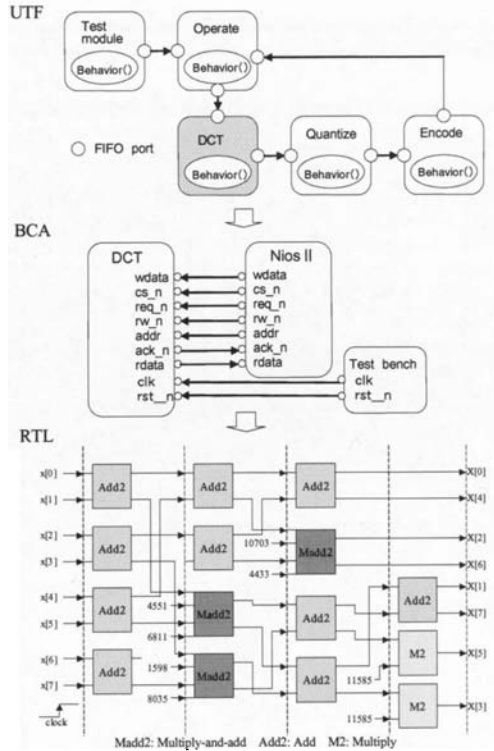 UTF
Test module
Operate
Behavior()
Behavior()
FIFO port
DCT
Quantize
Encode
Behavior()
Behavior()
Behavior()
BCA
DCT
Nios II
wdata
wdata
cs_n
cs_n
req_n
req_n
rw_n
rw_n
addr
addr
ack_n
ack_n
rdata
rdata
Test bench
clk
clk
rst__n
rst__n
RTL
x[0]
Add2
Add2
Add2
X[0]
x[1]
X[4]
x[2]
Add2
Add2
10703
Madd2
X[2]
x[3]
4433
X[6]
x[4]
Add2
4551
Madd2
Add2
Add2
X[1]
x[5]
6811
X[7]
x[6]
Add2
1598
Madd2
Add2
M2
X[5]
x[7]
8035
11585
clock
11585
M2
X[3]
Madd2: Multiply-and-add Add2: Add M2: Multiply